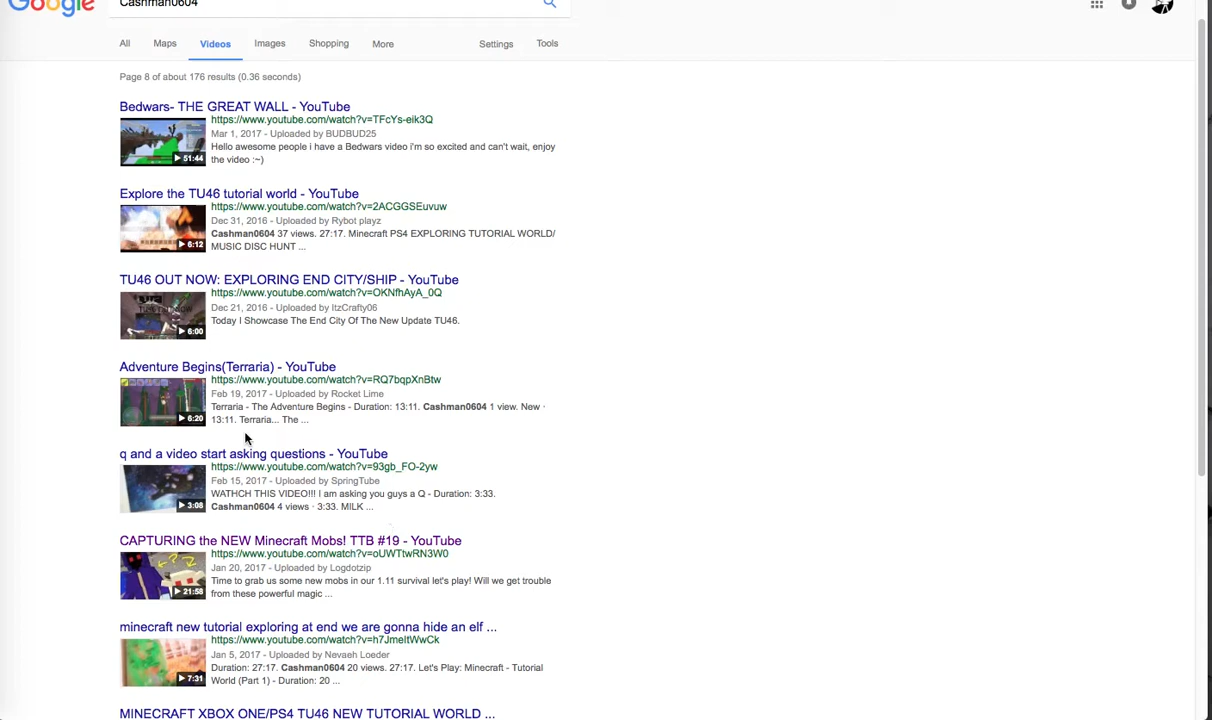 Google Cashman0604
All Maps Videos Images Shopping More Settings Tools
Page 8 of about 176 results (0.36 seconds)
Bedwars- THE GREAT WALL - YouTube
https://www.youtube.com/watch?v=TFcYs-eik3Q
Mar 1, 2017 - Uploaded by BUDBUD25
Hello awesome people i have a Bedwars video i'm so excited and can't wait, enjoy
the video :~)
51:44
Explore the TU46 tutorial world - YouTube
https://www.youtube.com/watch?v=2ACGGSEuvuw
Dec 31, 2016 - Uploaded by Rybot playz
Cashman0604 37 views. 27:17. Minecraft PS4 EXPLORING TUTORIAL WORLD/
MUSIC DISC HUNT ...
6:12
TU46 OUT NOW: EXPLORING END CITY/SHIP - YouTube
https://www.youtube.com/watch?v=OKNfhAyA_0Q
Dec 21, 2016 - Uploaded by ItzCrafty06
Today I Showcase The End City Of The New Update TU46.
6:00
Adventure Begins(Terraria) - YouTube
https://www.youtube.com/watch?v=RQ7bqpXnBtw
Feb 19, 2017 - Uploaded by Rocket Lime
Terraria - The Adventure Begins - Duration: 13:11. Cashman0604 1 view. New ·
13:11. Terraria... The ...
6:20
q and a video start asking questions - YouTube
https://www.youtube.com/watch?v=93gb_FO-2yw
Feb 15, 2017 - Uploaded by SpringTube
WATHCH THIS VIDEO!!! I am asking you guys a Q - Duration: 3:33.
Cashman0604 4 views · 3:33. MILK ...
3:08
CAPTURING the NEW Minecraft Mobs! TTB #19 - YouTube
https://www.youtube.com/watch?v=oUWTtwRN3W0
Jan 20, 2017 - Uploaded by Logdotzip
Time to grab us some new mobs in our 1.11 survival let's play! Will we get trouble
from these powerful magic ...
21:58
minecraft new tutorial exploring at end we are gonna hide an elf ...
https://www.youtube.com/watch?v=h7JmeItWwCk
Jan 5, 2017 - Uploaded by Nevaeh Loeder
Duration: 27:17. Cashman0604 20 views. 27:17. Let's Play: Minecraft - Tutorial
World (Part 1) - Duration: 20 ...
7:31
MINECRAFT XBOX ONE/PS4 TU46 NEW TUTORIAL WORLD ...